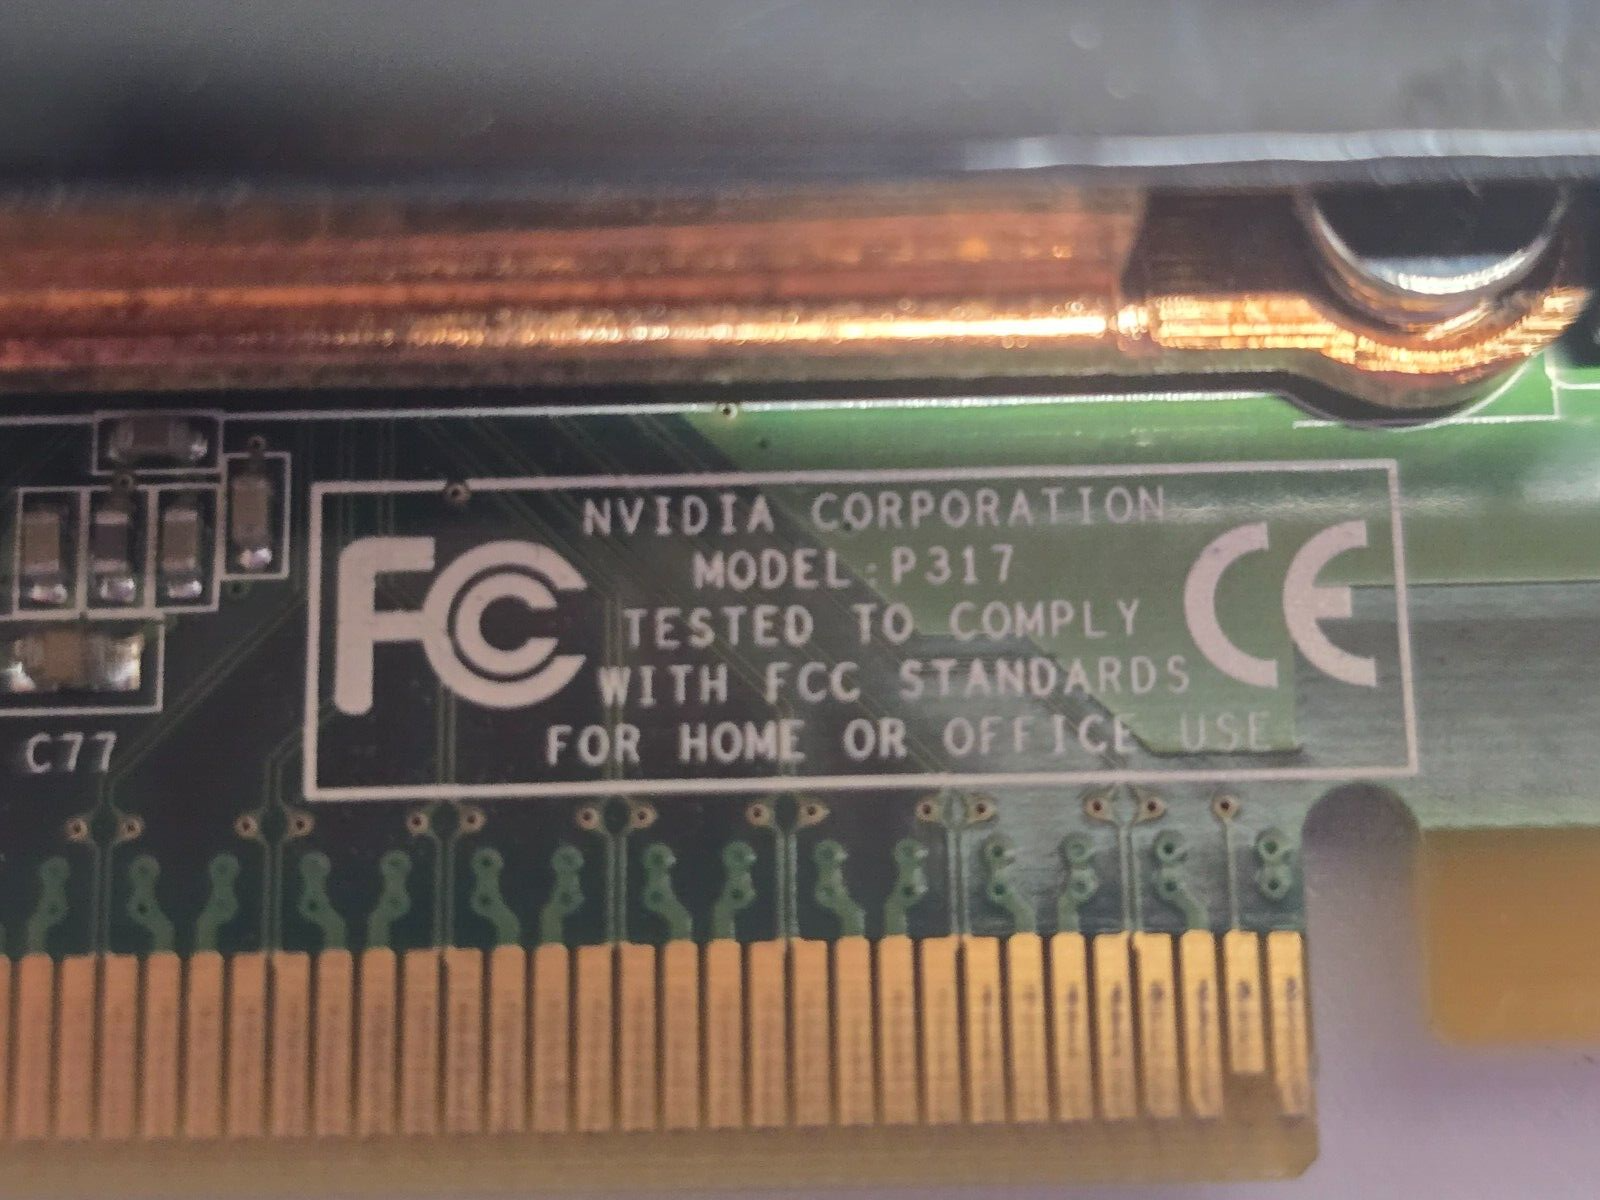 NVIDIA CORPORATION
MODEL:P317
FC TESTED TO COMPLY CE
WITH FCC STANDARDS
FOR HOME OR OFFICE USE
C77